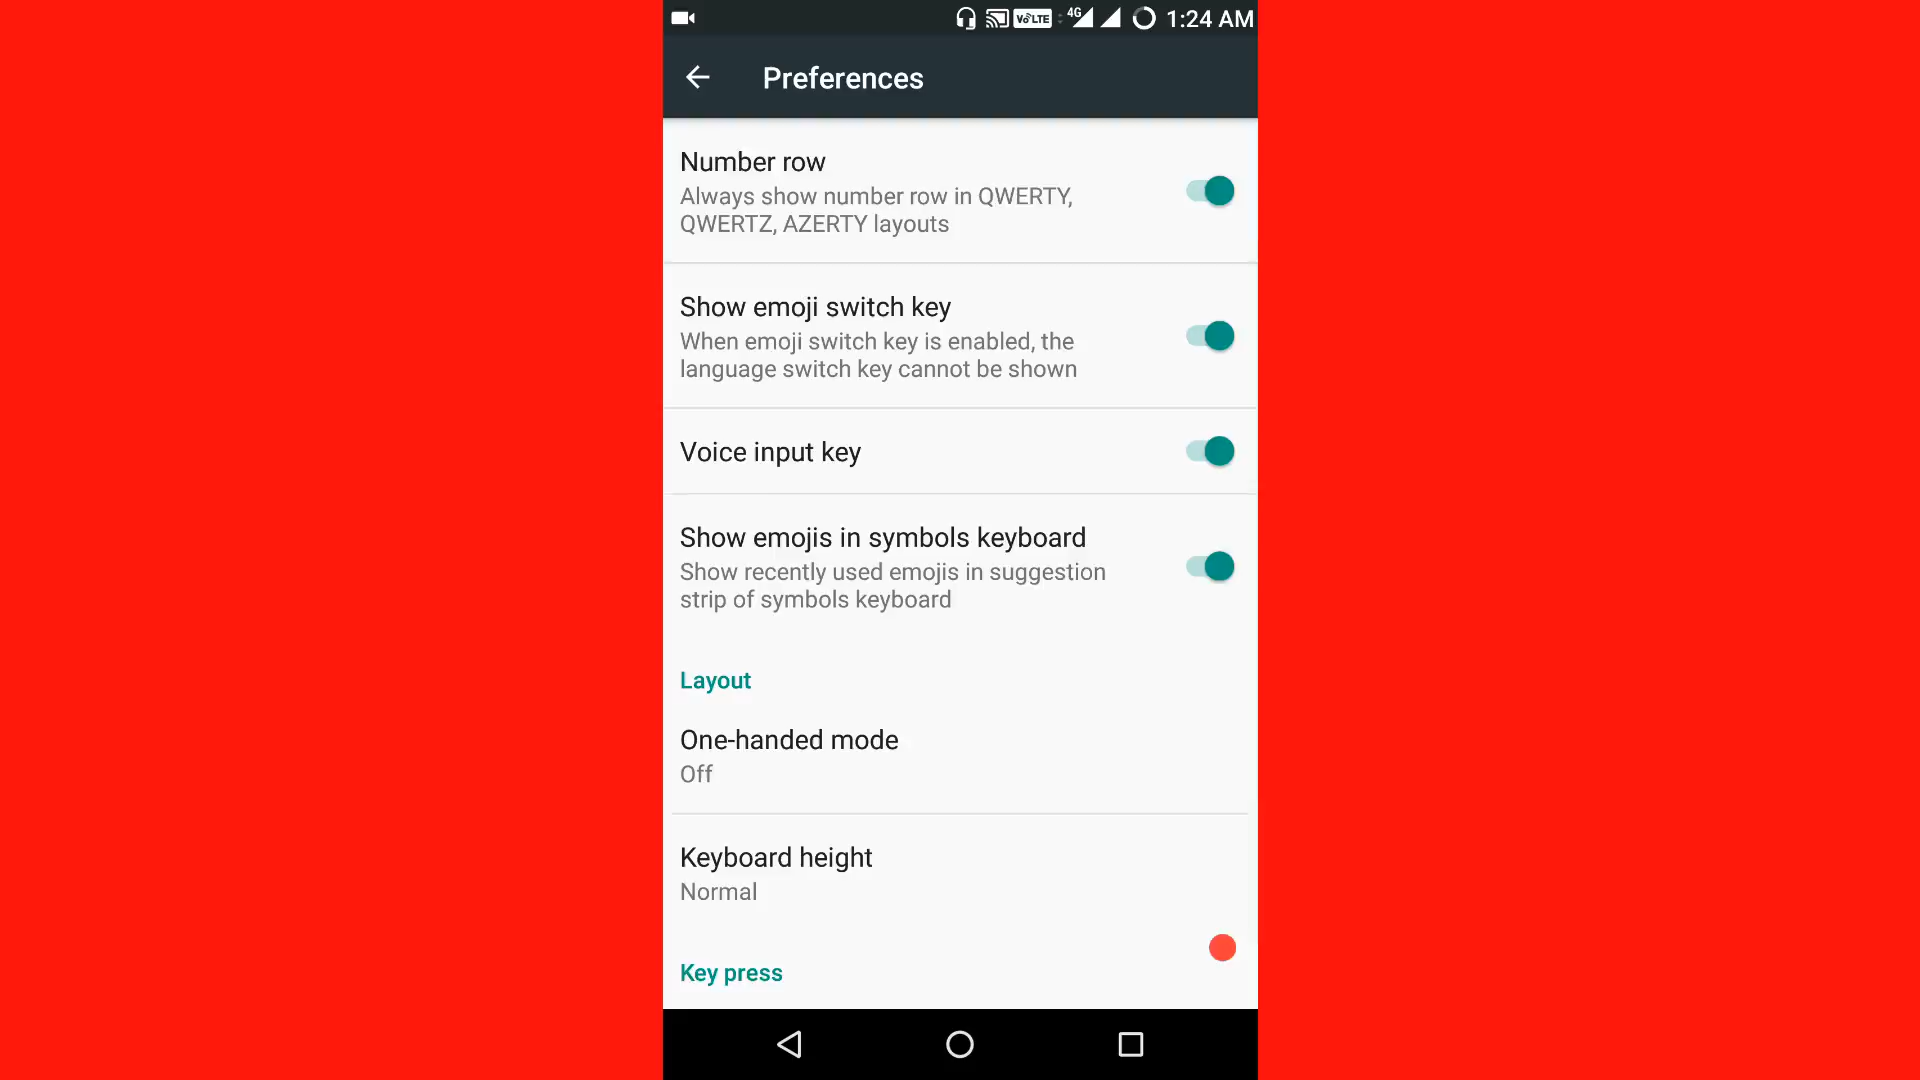 VoLTE 4G 1:24 AM
Preferences
Number row
Always show number row in QWERTY,
QWERTZ, AZERTY layouts
Show emoji switch key
When emoji switch key is enabled, the
language switch key cannot be shown
Voice input key
Show emojis in symbols keyboard
Show recently used emojis in suggestion
strip of symbols keyboard
Layout
One-handed mode
Off
Keyboard height
Normal
Key press